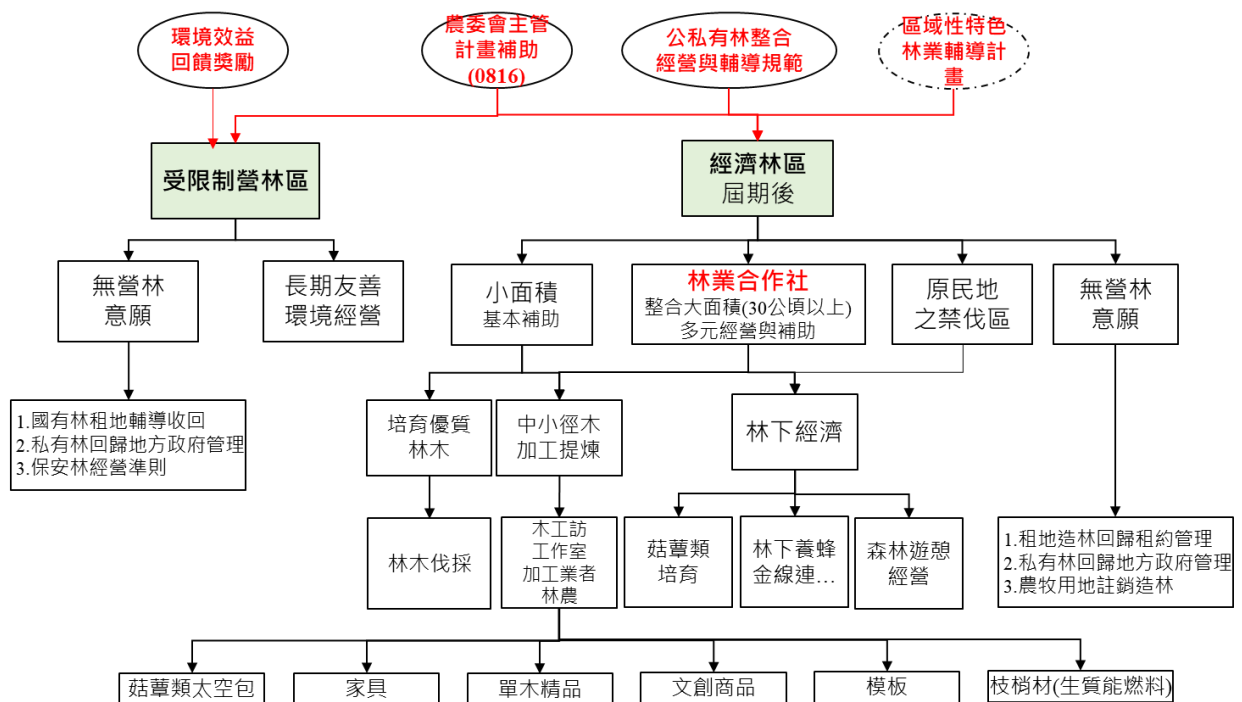 環境效益
回饋獎勵
農委會主管
計畫補助
(0816)
公私有林整合
經營與輔導規範
區域性特色
林業輔導計
畫
受限制營林區
經濟林區
屆期後
無營林
意願
長期友善
環境經營
小面積
基本補助
林業合作社
整合大面積(30公頃以上)
多元經營與補助
原民地
之禁伐區
無營林
意願
1.國有林租地輔導收回
2.私有林回歸地方政府管理
3.保安林經營準則
培育優質
林木
中小徑木
加工提煉
林下經濟
林木伐採
木工訪
工作室
加工業者
林農
菇蕈類
培育
林下養蜂
金線連…
森林遊憩
經營
1.租地造林回歸租約管理
2.私有林回歸地方政府管理
3.農牧用地註銷造林
菇蕈類太空包
家具
單木精品
文創商品
模板
枝梢材(生質能燃料)